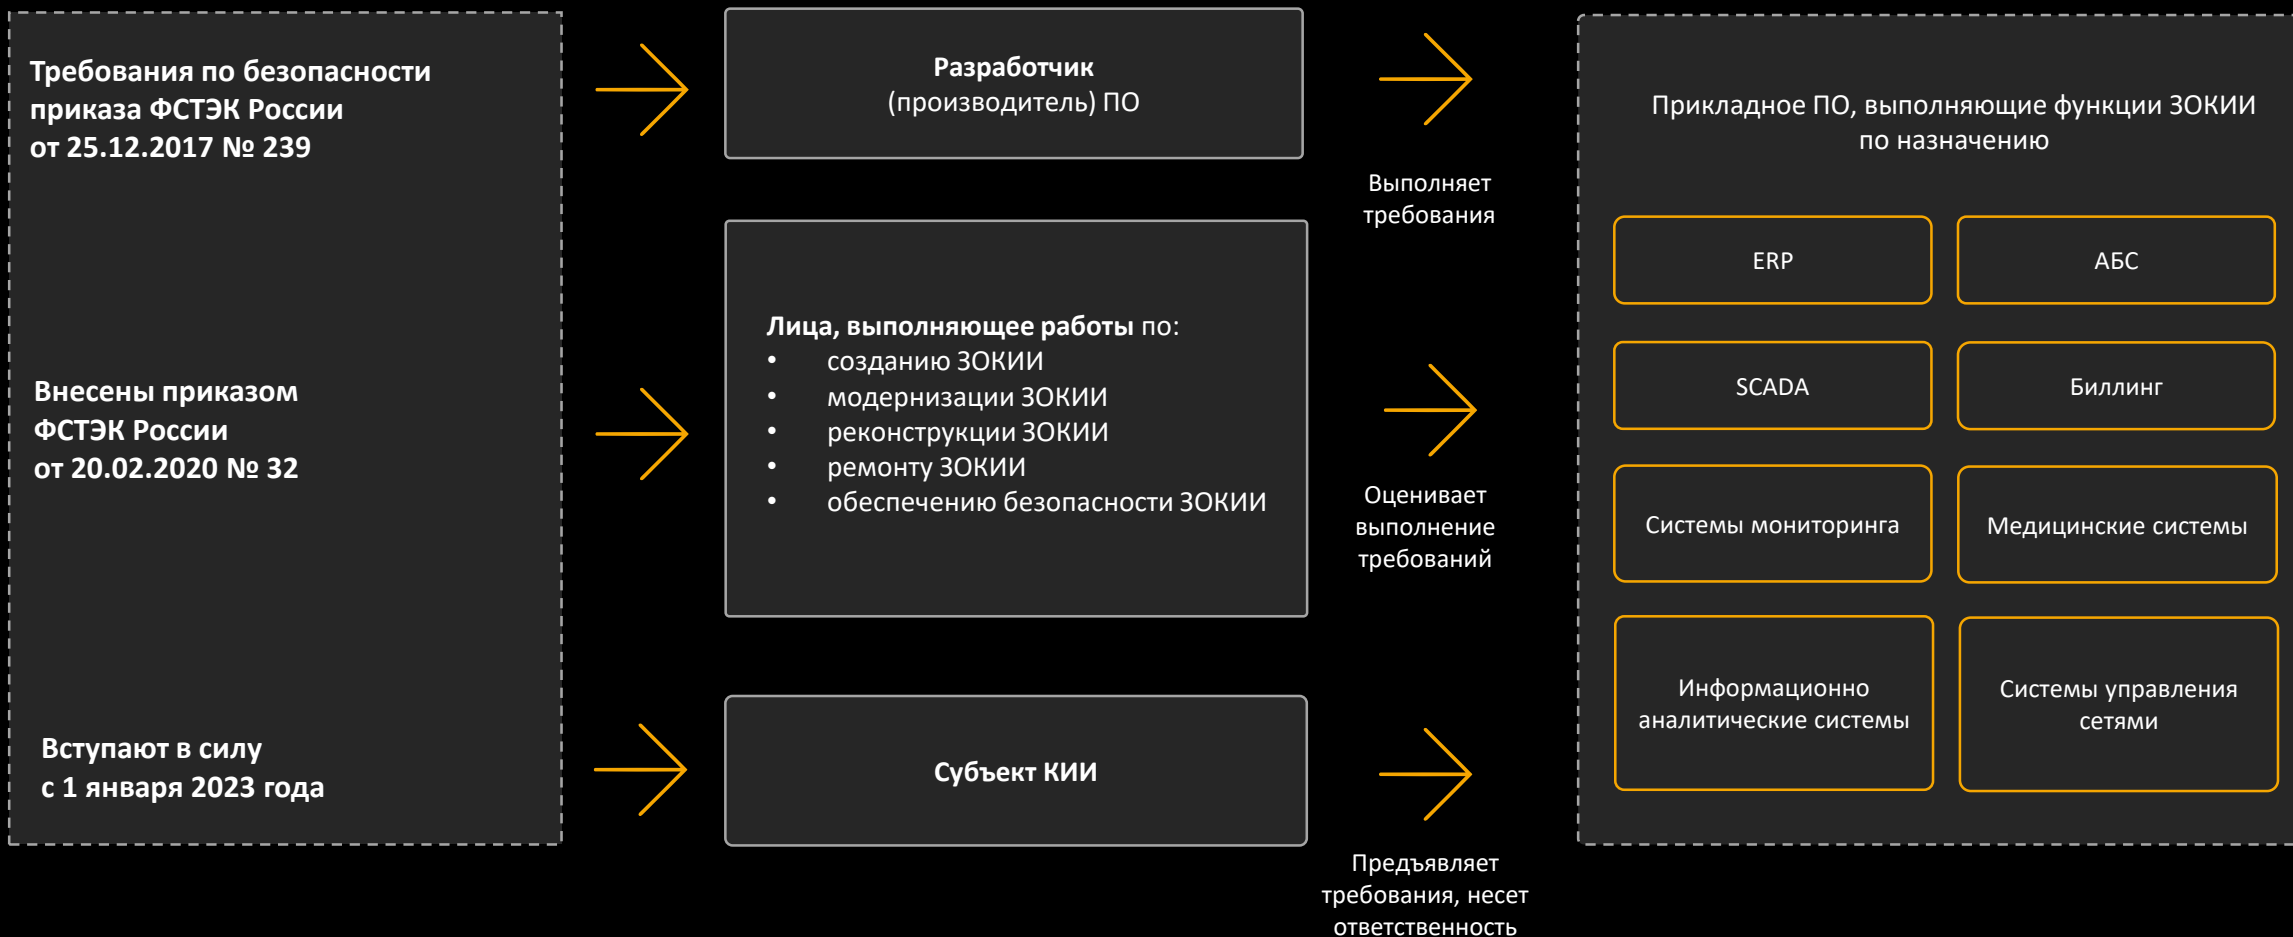 Требования по безопасности
приказа ФСТЭК России
от 25.12.2017 № 239
Внесены приказом
ФСТЭК России
от 20.02.2020 № 32
Вступают в силу
с 1 января 2023 года
Разработчик
(производитель) ПО
Лица, выполняющее работы по:
• созданию ЗОКИИ
• модернизации ЗОКИИ
• реконструкции ЗОКИИ
• ремонту ЗОКИИ
• обеспечению безопасности ЗОКИИ
Субъект КИИ
Выполняет
требования
Оценивает
выполнение
требований
Предъявляет
требования, несет
ответственность
Прикладное ПО, выполняющие функции ЗОКИИ
по назначению
ERP
АБС
SCADA
Биллинг
Системы мониторинга
Медицинские системы
Информационно
аналитические системы
Системы управления
сетями